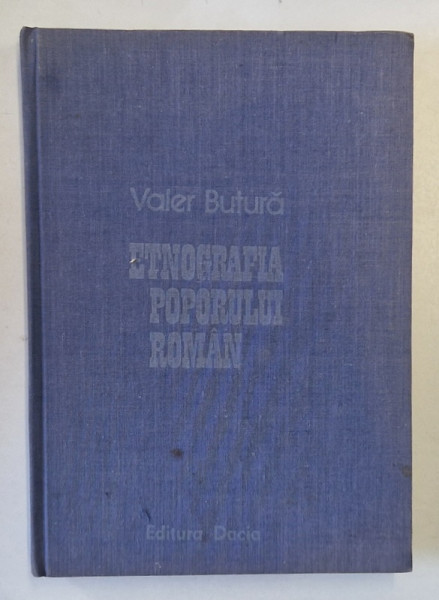 Valer Butură
ETNOGRAFIA
POPORULUI
ROMÂN
Editura Dacia